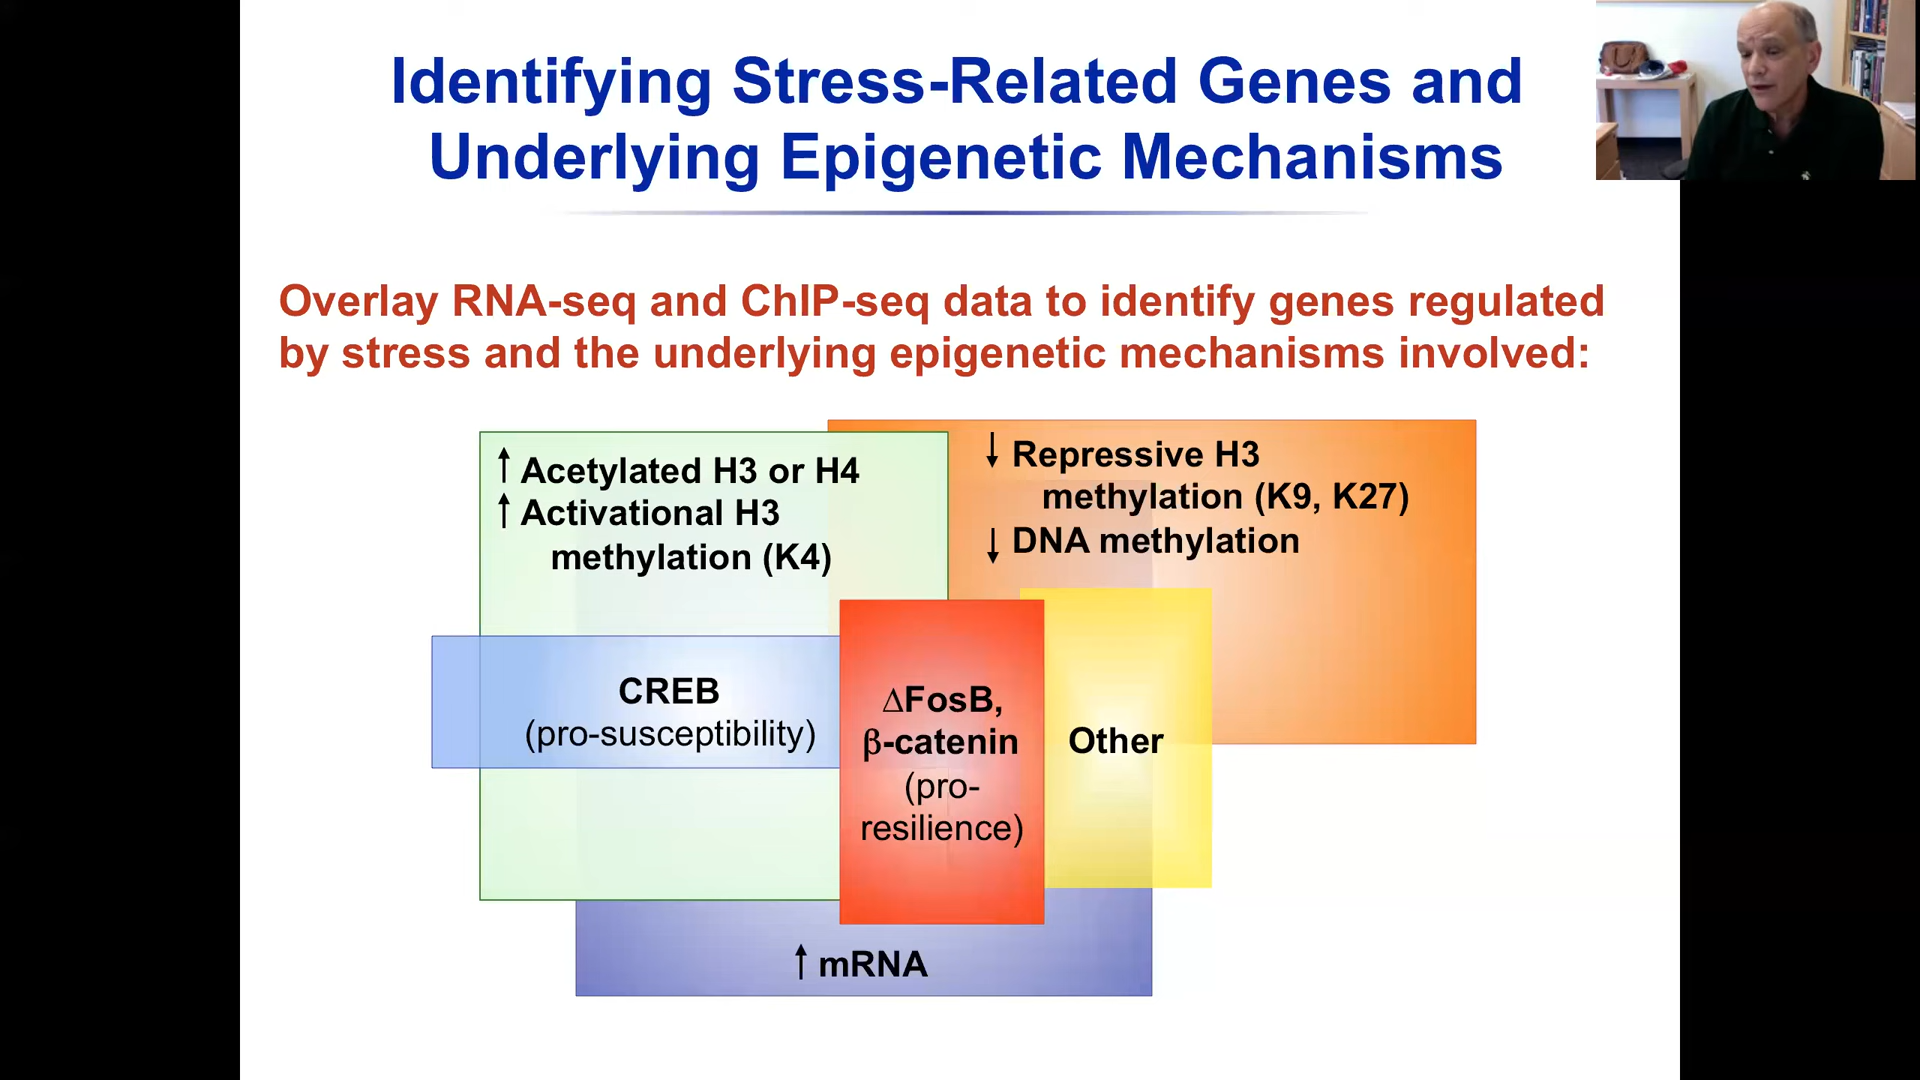 Identifying Stress-Related Genes and
Underlying Epigenetic Mechanisms
Overlay RNA-seq and ChIP-seq data to identify genes regulated
by stress and the underlying epigenetic mechanisms involved:
↑ Acetylated H3 or H4
↑ Activational H3
methylation (K4)
↓ Repressive H3
methylation (K9, K27)
↓ DNA methylation
CREB
(pro-susceptibility)
∆FosB,
β-catenin
(pro-
resilience)
Other
↑ mRNA